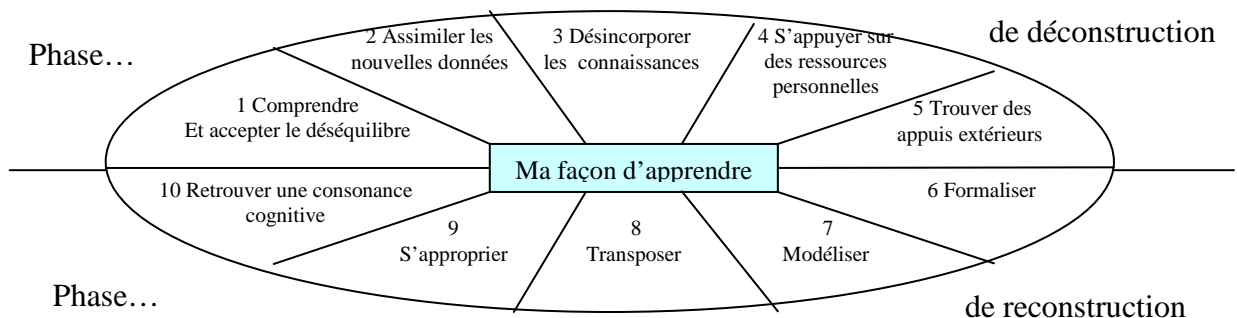 Phase…
de déconstruction
2 Assimiler les
nouvelles données
3 Désincorporer
les connaissances
4 S’appuyer sur
des ressources
personnelles
1 Comprendre
Et accepter le déséquilibre
5 Trouver des
appuis extérieurs
Ma façon d’apprendre
10 Retrouver une consonance
cognitive
6 Formaliser
9
S’approprier
8
Transposer
7
Modéliser
Phase…
de reconstruction